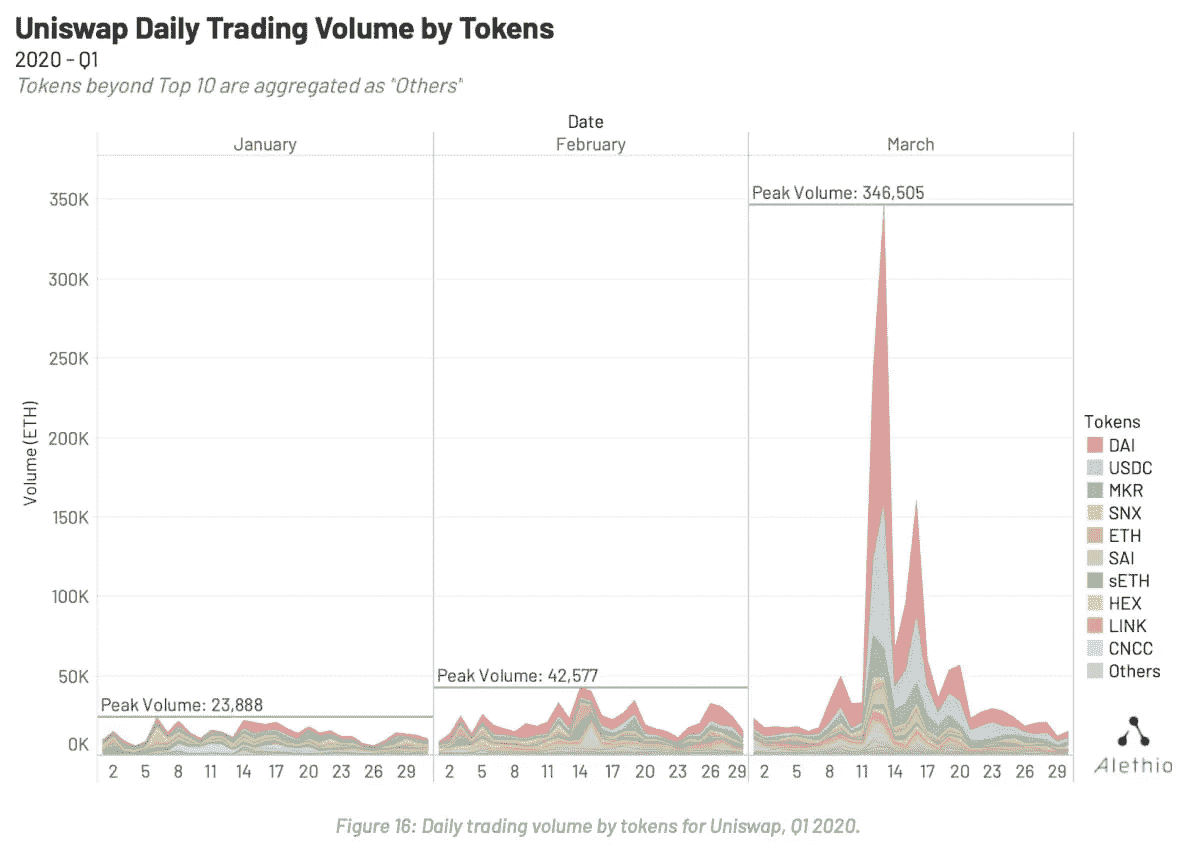 Uniswap Daily Trading Volume by Tokens
2020 - Q1
Tokens beyond Top 10 are aggregated as "Others"
Date
January February March
Peak Volume: 346,505
350K
300K
250K
200K
150K
100K
50K
0K
Volume (ETH)
Peak Volume: 42,577
Peak Volume: 23,888
2 5 8 11 14 17 20 23 26 29 2 5 8 11 14 17 20 23 26 29 2 5 8 11 14 17 20 23 26 29
Tokens
DAI
USDC
MKR
SNX
ETH
SAI
sETH
HEX
LINK
CNCC
Others
Alethio
Figure 16: Daily trading volume by tokens for Uniswap, Q1 2020.